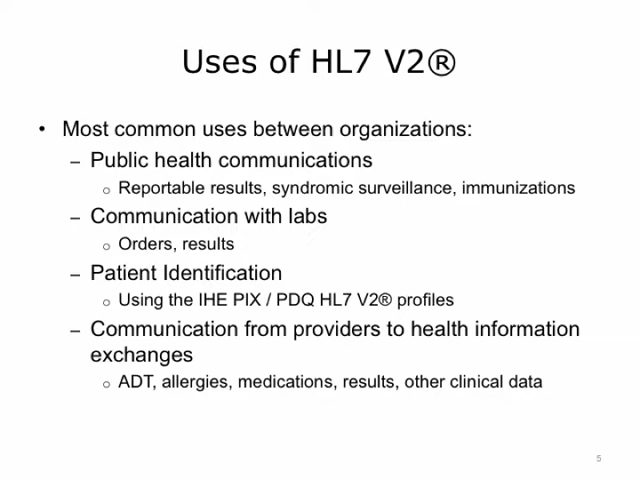 Uses of HL7 V2®
• Most common uses between organizations:
– Public health communications
o Reportable results, syndromic surveillance, immunizations
– Communication with labs
o Orders, results
– Patient Identification
o Using the IHE PIX / PDQ HL7 V2® profiles
– Communication from providers to health information
exchanges
o ADT, allergies, medications, results, other clinical data
5